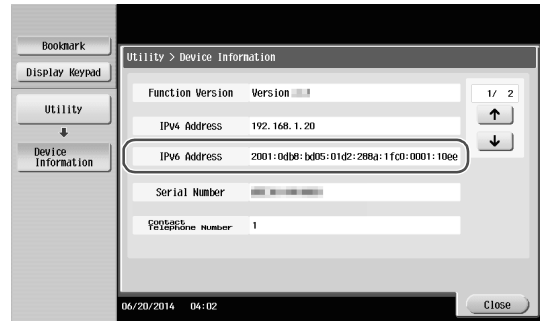 Bookmark
Display Keypad
Utility
Device
Information
Utility > Device Information
Function Version Version
1/ 2
IPv4 Address 192.168.1.20
IPv6 Address 2001:0db8:bd05:01d2:288a:1fc0:0001:10ee
Serial Number
Contact
Telephone Number 1
06/20/2014 04:02
Close